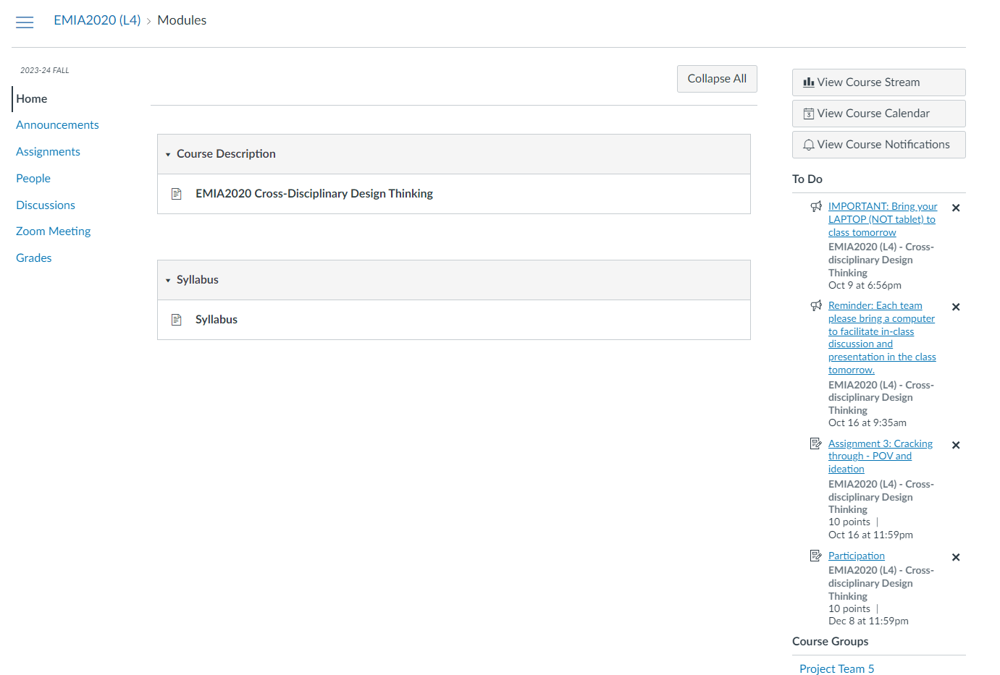 EMIA2020 (L4) › Modules
2023-24 FALL
Home
Announcements
Assignments
People
Discussions
Zoom Meeting
Grades
Collapse All
Course Description
EMIA2020 Cross-Disciplinary Design Thinking
Syllabus
Syllabus
View Course Stream
3 View Course Calendar
View Course Notifications
To Do
IMPORTANT: Bring your
LAPTOP (NOT tablet) to
class tomorrow
EMIA2020 (L4) - Cross-
disciplinary Design
Thinking
Oct 9 at 6:56pm
Reminder: Each team
please bring a computer
to facilitate in-class
discussion and
presentation in the class
tomorrow.
EMIA2020 (L4) - Cross-
disciplinary Design
Thinking
Oct 16 at 9:35am
Assignment 3: Cracking
through - POV and
ideation
EMIA2020 (L4) - Cross-
disciplinary Design
Thinking
10 points |
Oct 16 at 11:59pm
Participation
EMIA2020 (L4) - Cross-
disciplinary Design
Thinking
10 points |
Dec 8 at 11:59pm
Course Groups
Project Team 5